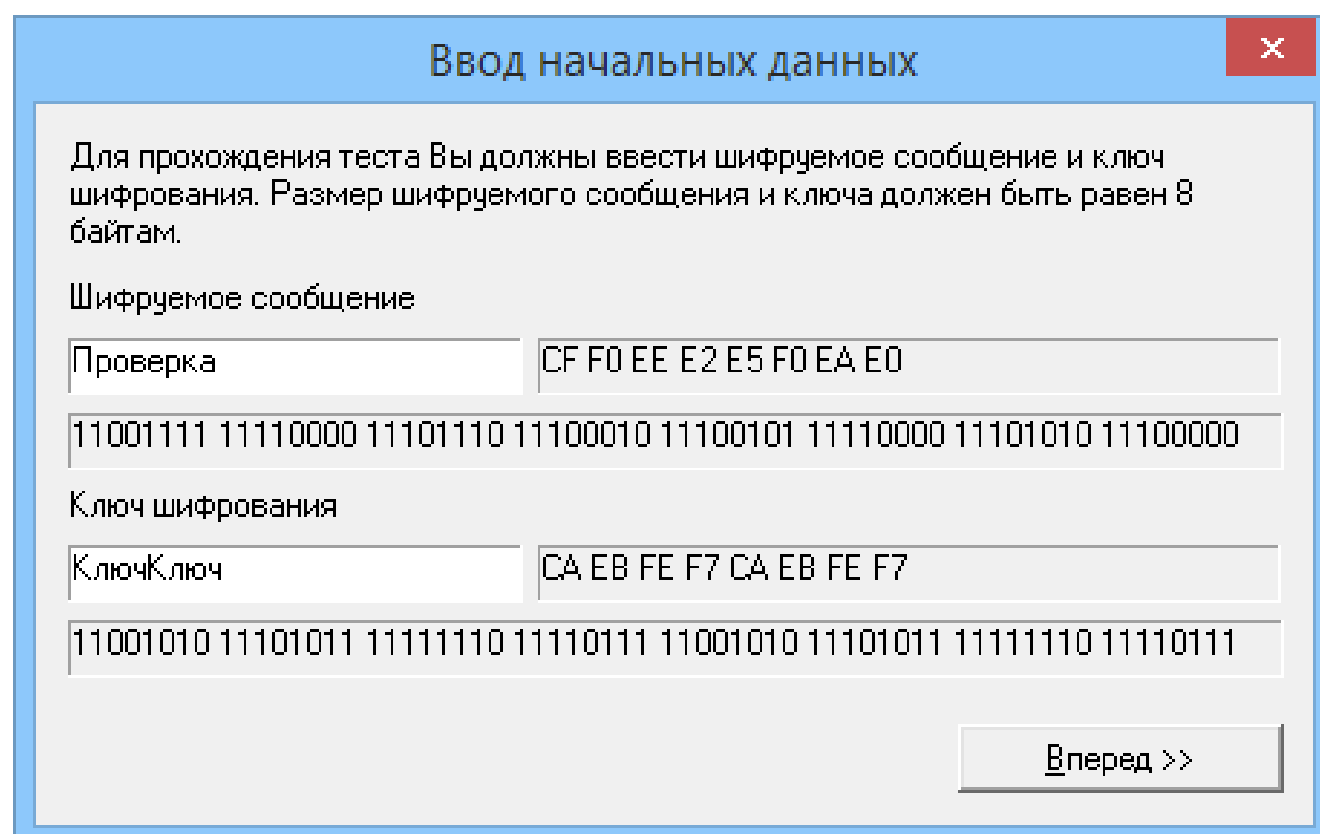 Ввод начальных данных
Для прохождения теста Вы должны ввести шифруемое сообщение и ключ
шифрования. Размер шифруемого сообщения и ключа должен быть равен 8
байтам.
Шифруемое сообщение
Проверка CF F0 EE E2 E5 F0 EA E0
11001111 11110000 11101110 11100010 11100101 11110000 11101010 11100000
Ключ шифрования
КлючКлюч CA EB FE F7 CA EB FE F7
11001010 11101011 11111110 11110111 11001010 11101011 11111110 11110111
Вперед >>